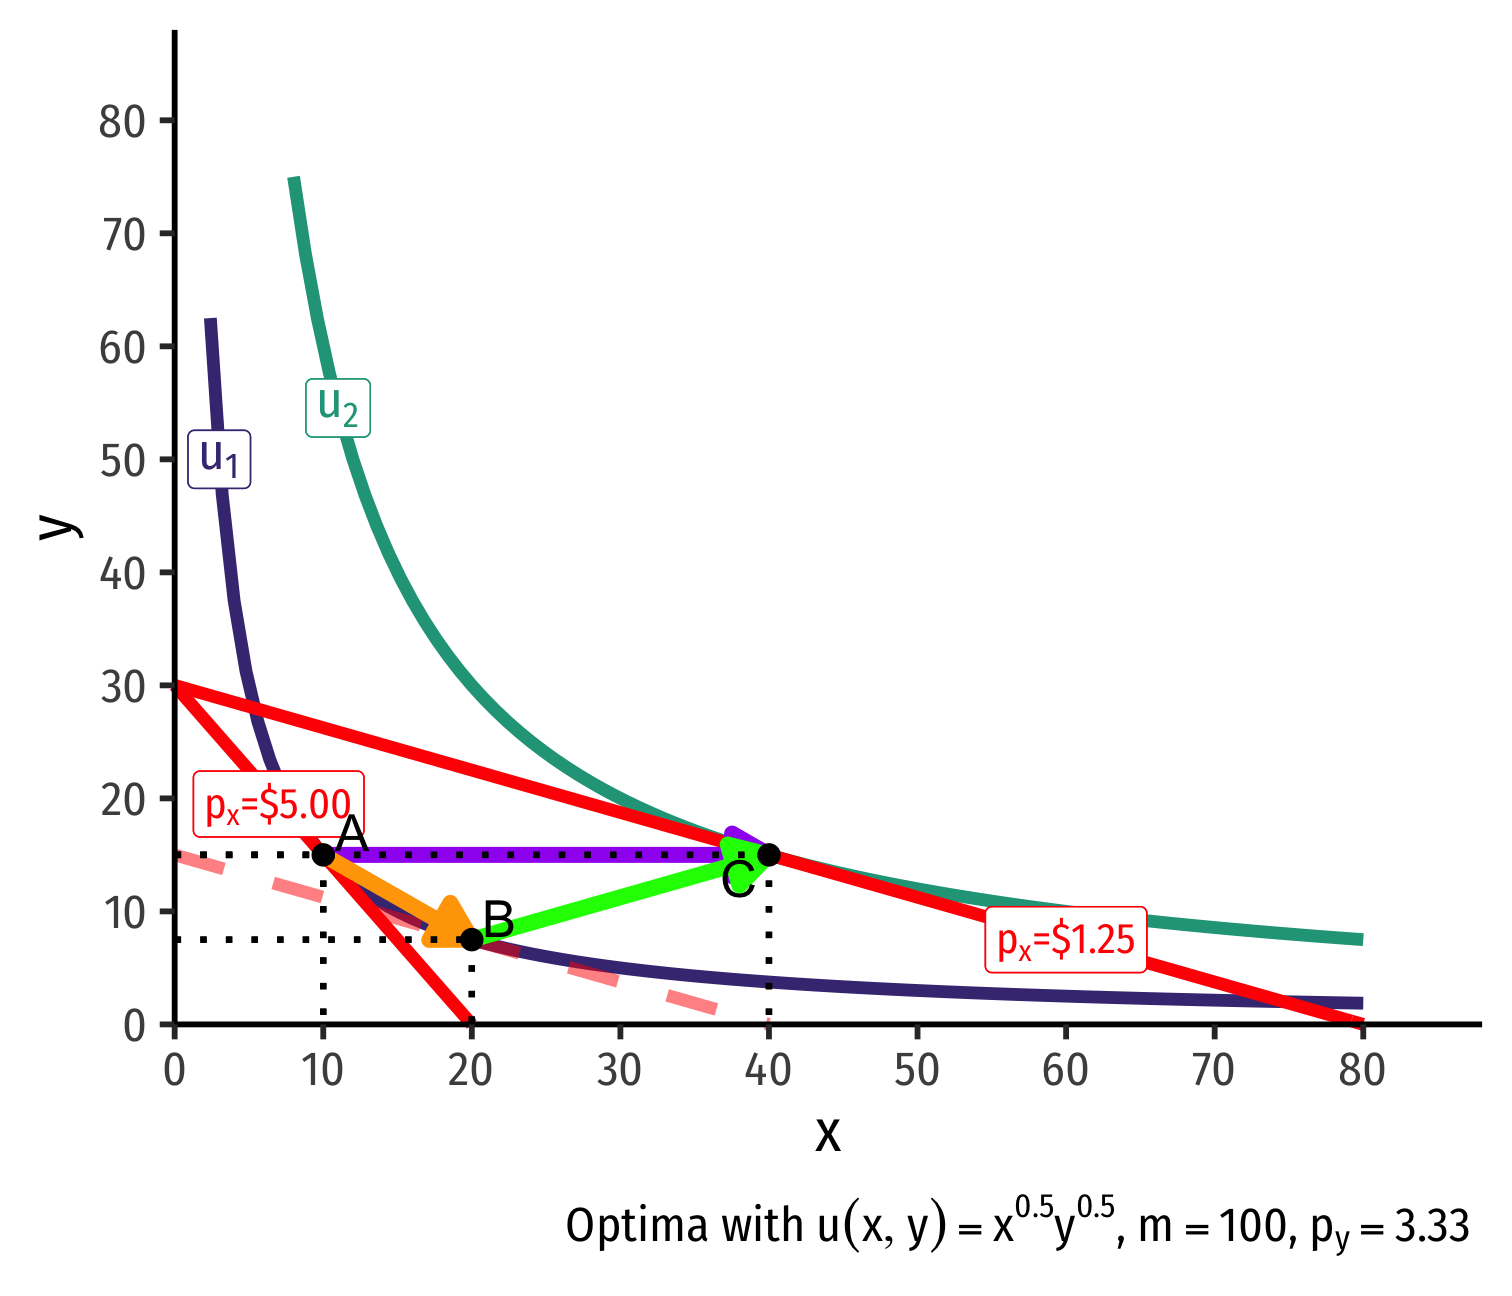 80
70
60
50
40
30
20
10
0
y
u₂
u₁
pₓ=$5.00
A
B
C
pₓ=$1.25
0 10 20 30 40 50 60 70 80
x
Optima with u(x, y) = x⁰·⁵y⁰·⁵, m = 100, p_y = 3.33